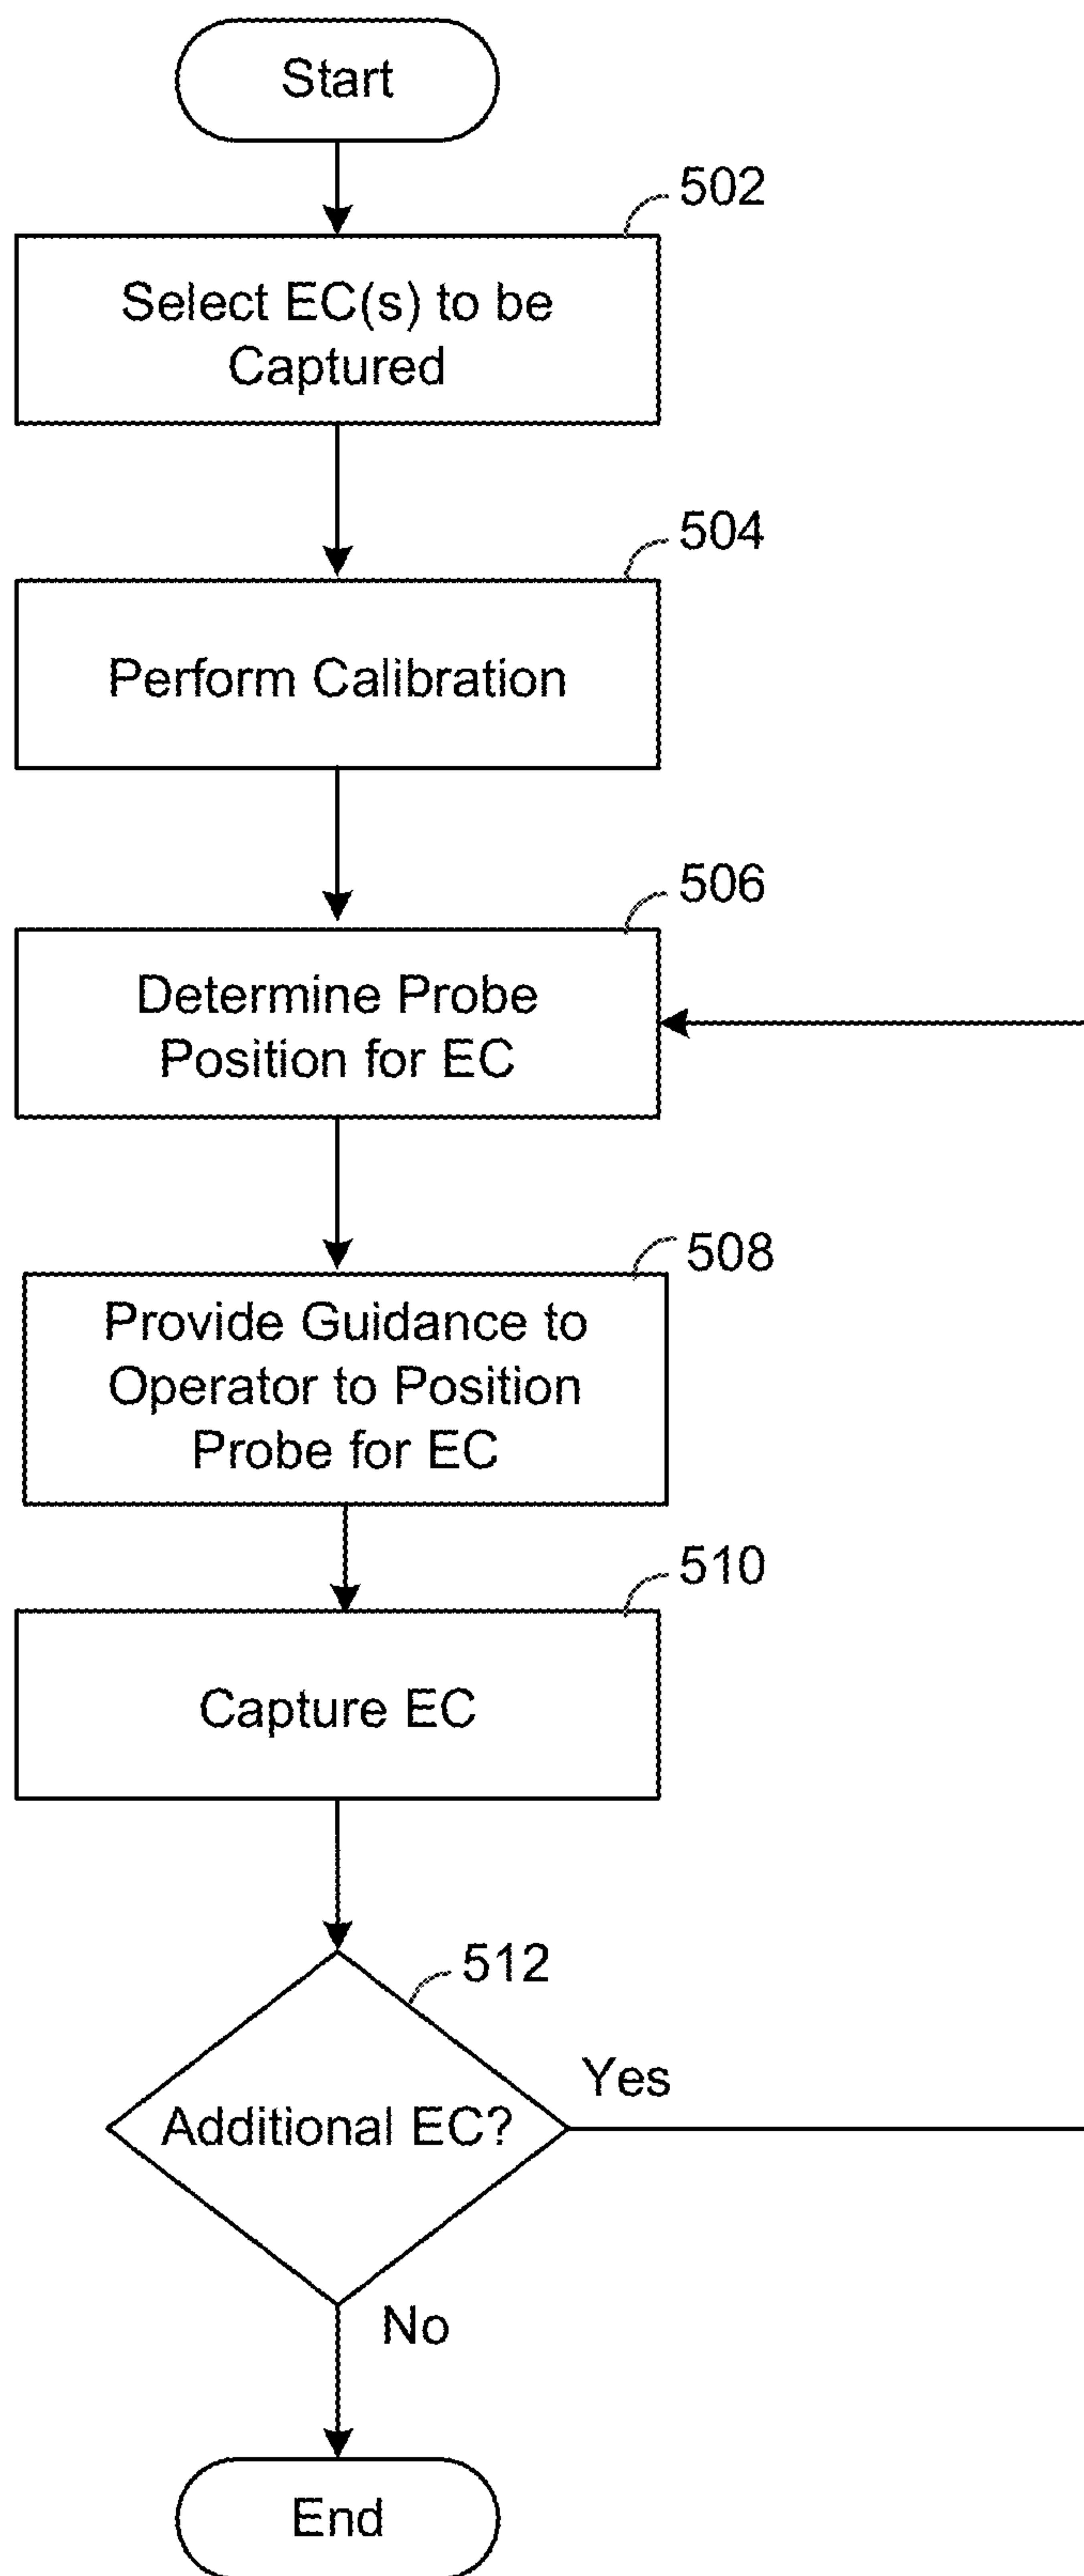 Start
502
Select EC(s) to be
Captured
504
Perform Calibration
506
Determine Probe
Position for EC
508
Provide Guidance to
Operator to Position
Probe for EC
510
Capture EC
512
Additional EC?
Yes
No
End